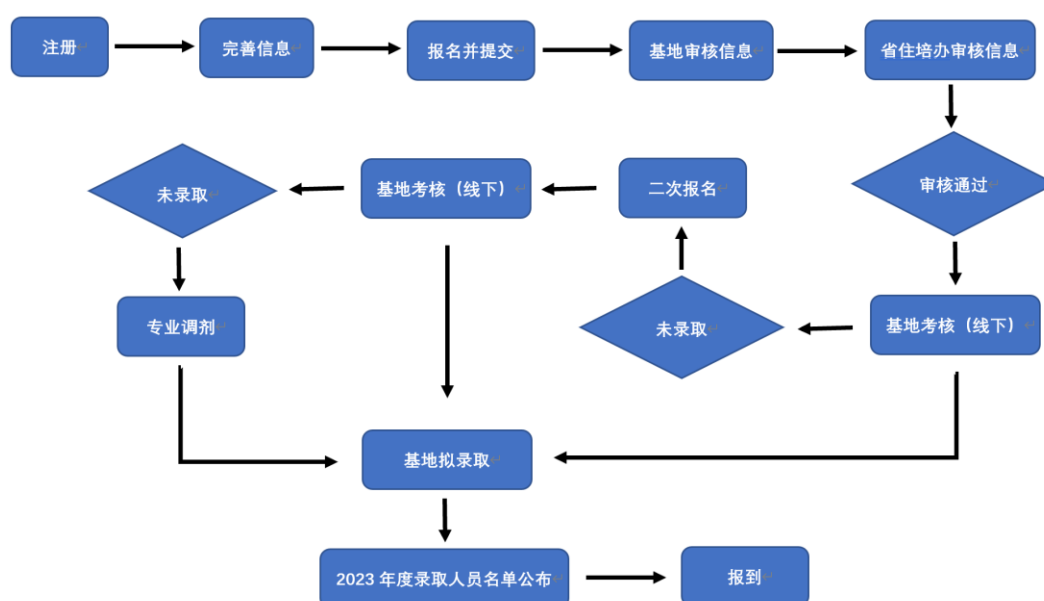 注册
完善信息
报名并提交
基地审核信息
省住培办审核信息
审核通过
未录取
基地考核（线下）
二次报名
专业调剂
未录取
基地考核（线下）
基地拟录取
2023 年度录取人员名单公布
报到